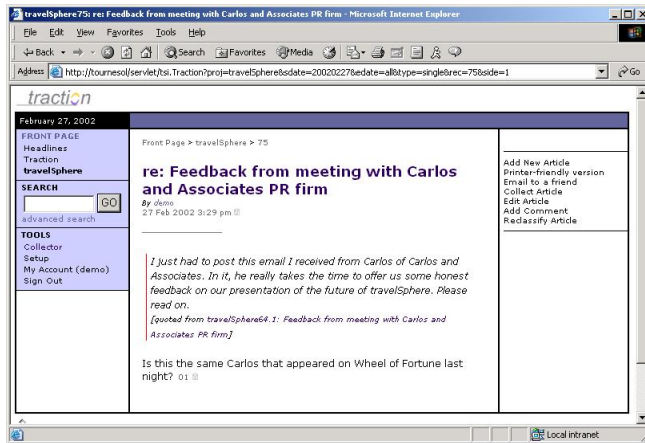 travelSphere75: re: Feedback from meeting with Carlos and Associates PR firm - Microsoft Internet Explorer
File Edit View Favorites Tools Help
Back Search Favorites Media
Address http://tournesol/servlet/tsi.Traction?proj=travelSphere&sdate=20020227&edate=all&type=single&rec=75&side=1 Go
traction
February 27, 2002
FRONT PAGE
Headlines
Traction
travelSphere
SEARCH
GO
advanced search
TOOLS
Collector
Setup
My Account (demo)
Sign Out
Front Page > travelSphere > 75
re: Feedback from meeting with Carlos
and Associates PR firm
By demo
27 Feb 2002 3:29 pm
I just had to post this email I received from Carlos of Carlos and
Associates. In it, he really takes the time to offer us some honest
feedback on our presentation of the future of travelSphere. Please
read on.
[quoted from travelSphere64.1: Feedback from meeting with Carlos and
Associates PR firm]
Is this the same Carlos that appeared on Wheel of Fortune last
night? 01
Add New Article
Printer-friendly version
Email to a friend
Collect Article
Edit Article
Add Comment
Reclassify Article
Local intranet